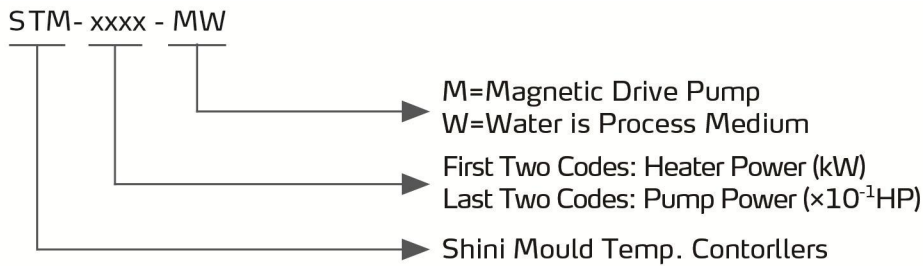 STM- xxxx - MW
M=Magnetic Drive Pump
W=Water is Process Medium
First Two Codes: Heater Power (kW)
Last Two Codes: Pump Power (×10⁻¹HP)
Shini Mould Temp. Contorllers